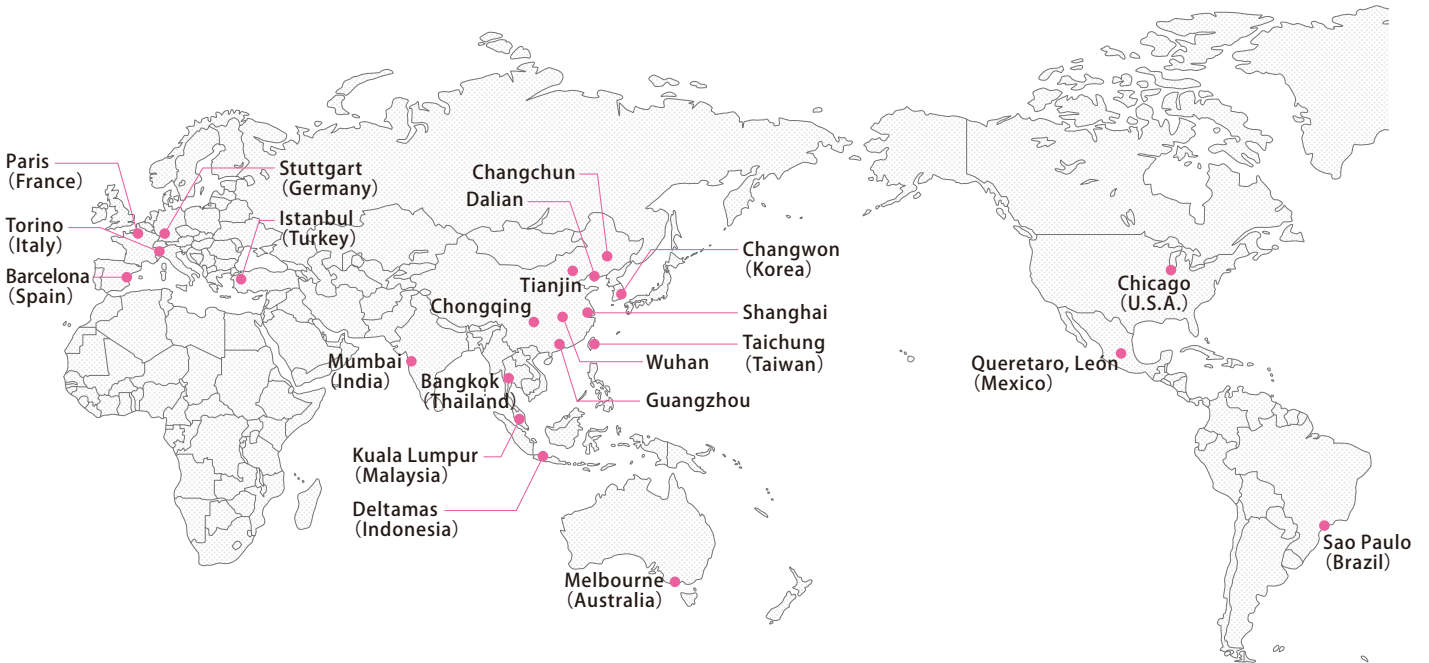 Paris
（France）
Stuttgart
（Germany）
Torino
（Italy）
Istanbul
（Turkey）
Barcelona
（Spain）
Changchun
Dalian
Tianjin
Chongqing
Changwon
（Korea）
Shanghai
Taichung
（Taiwan）
Wuhan
Guangzhou
Mumbai
（India）
Bangkok
（Thailand）
Kuala Lumpur
（Malaysia）
Deltamas
（Indonesia）
Melbourne
（Australia）
Chicago
（U.S.A.）
Queretaro, León
（Mexico）
Sao Paulo
（Brazil）